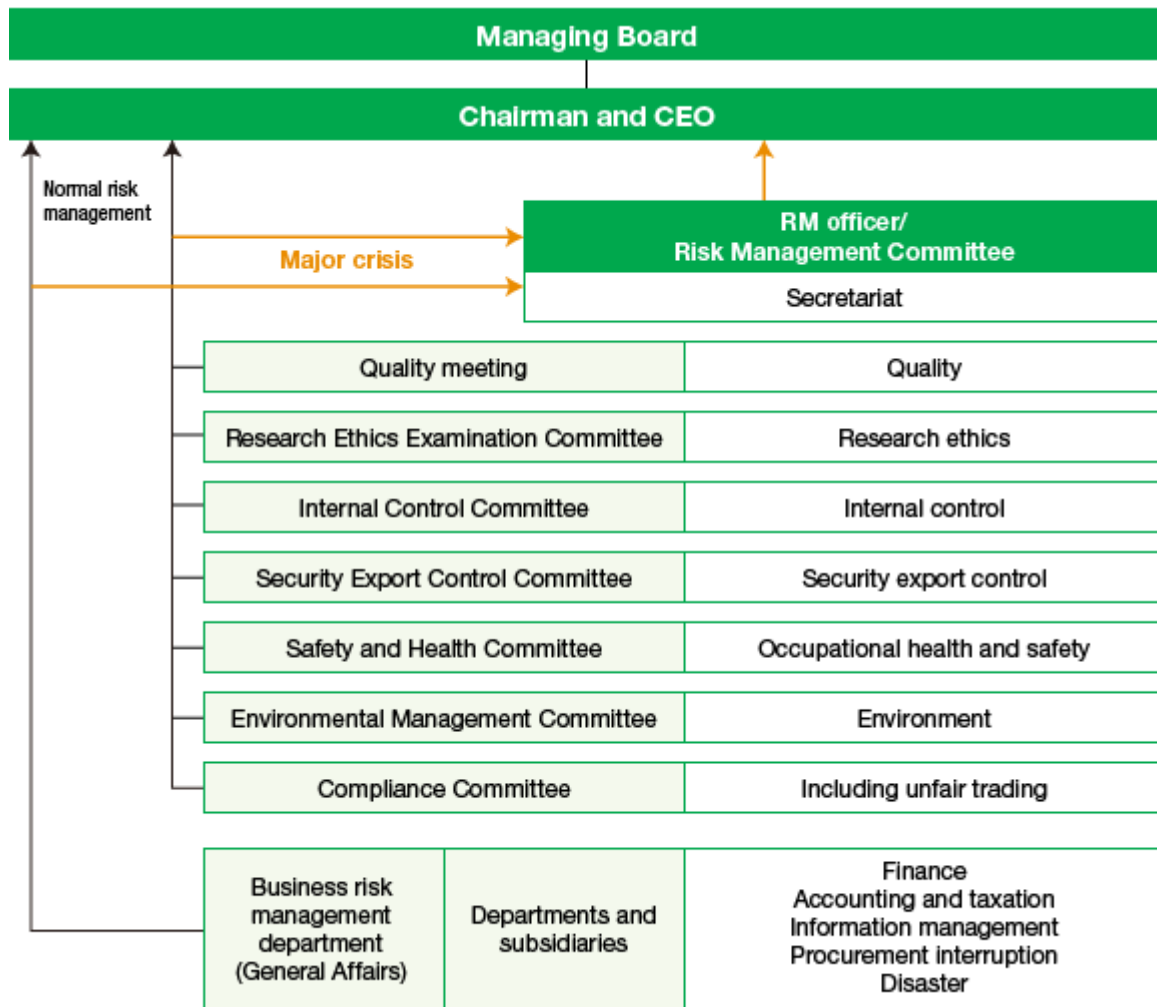 Managing Board
Chairman and CEO
Normal risk
management
RM officer/
Risk Management Committee
Major crisis
Secretariat
Quality meeting
Quality
Research Ethics Examination Committee
Research ethics
Internal Control Committee
Internal control
Security Export Control Committee
Security export control
Safety and Health Committee
Occupational health and safety
Environmental Management Committee
Environment
Compliance Committee
Including unfair trading
Business risk
management
department
(General Affairs)
Departments and
subsidiaries
Finance
Accounting and taxation
Information management
Procurement interruption
Disaster